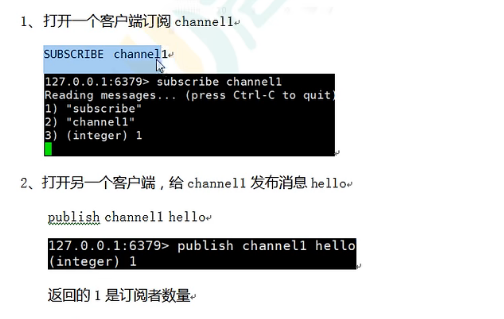 1、打开一个客户端订阅 channel1
SUBSCRIBE channel1
127.0.0.1:6379> subscribe channel1
Reading messages... (press Ctrl-C to quit)
1) "subscribe"
2) "channel1"
3) (integer) 1
2、打开另一个客户端，给 channel1 发布消息 hello
publish channel1 hello
127.0.0.1:6379> publish channel1 hello
(integer) 1
返回的 1 是订阅者数量